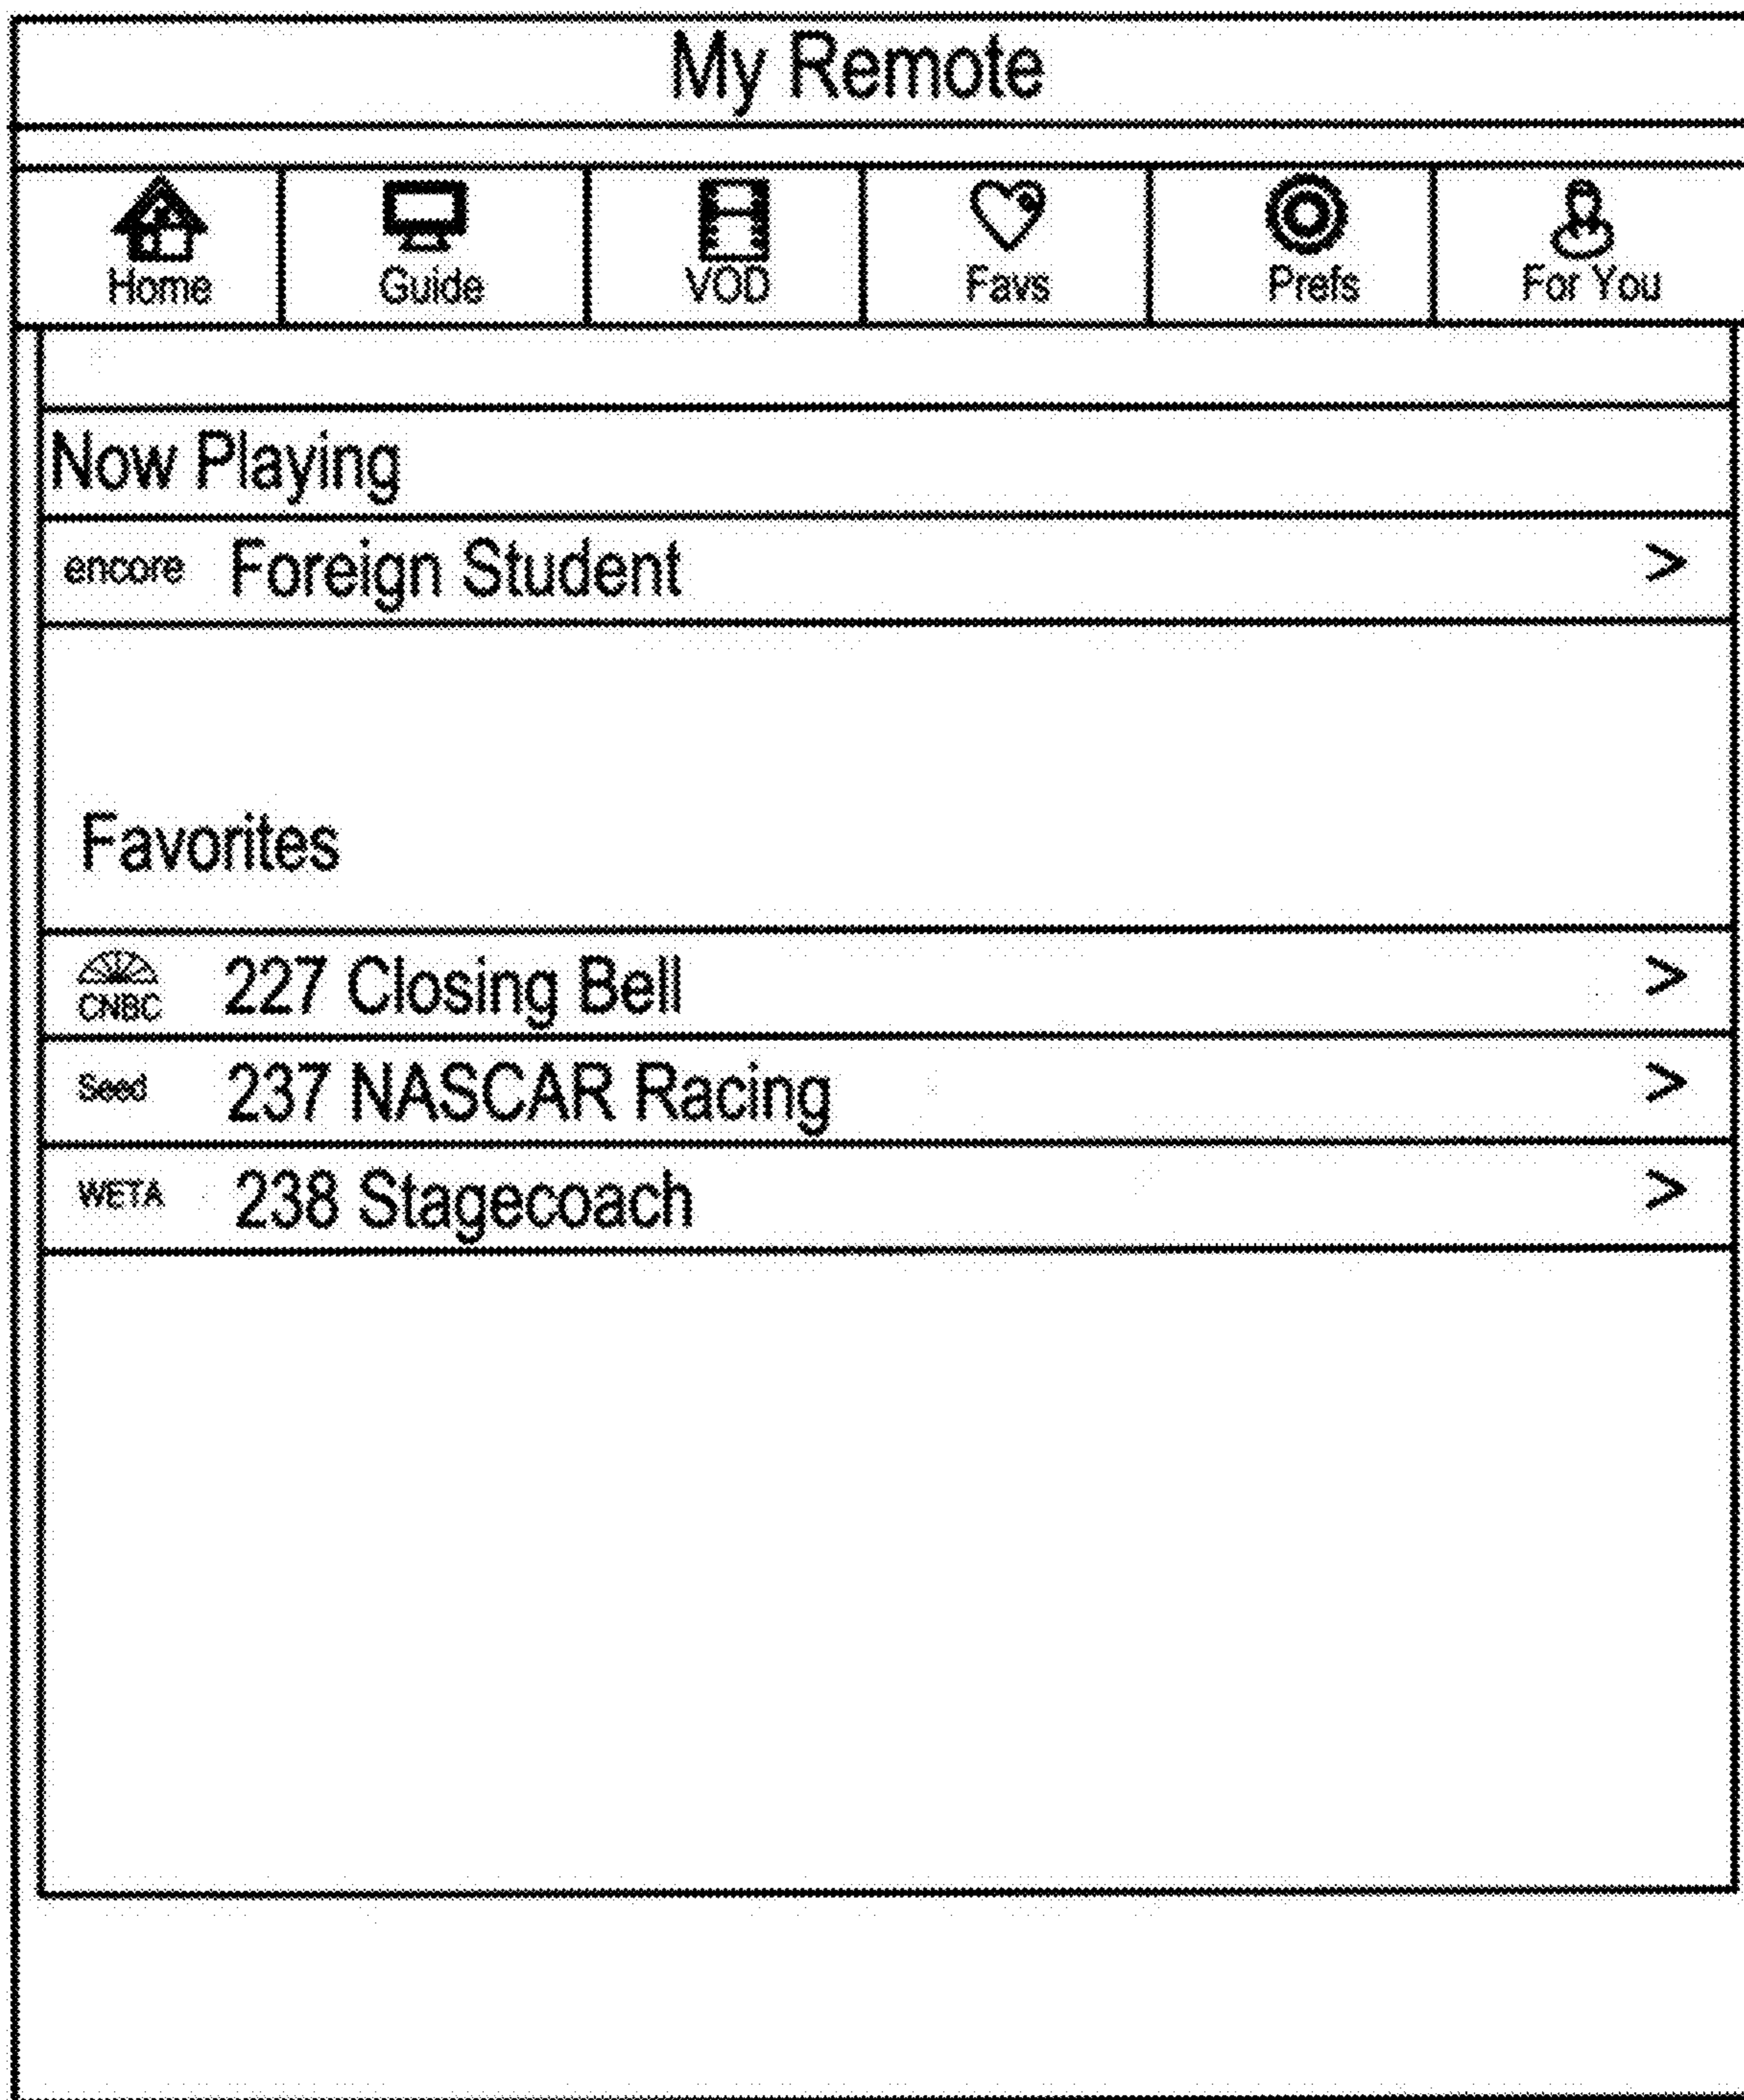 My Remote
Home Guide VOD Favs Prefs For You
Now Playing
encore Foreign Student >
Favorites
CNBC 227 Closing Bell >
Seed 237 NASCAR Racing >
WETA 238 Stagecoach >